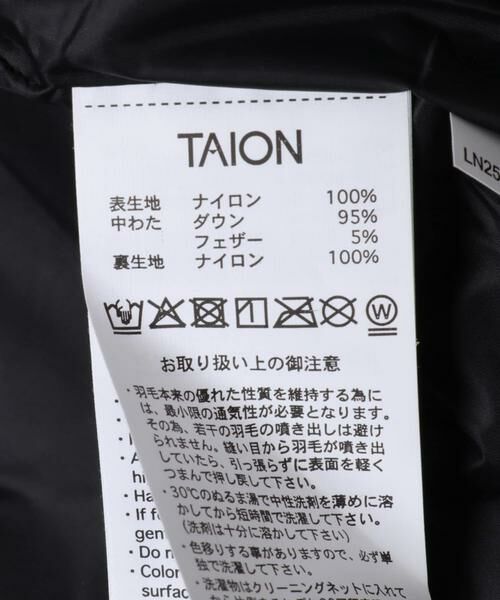 TAION
表生地 ナイロン 100%
中わた ダウン 95%
フェザー 5%
裏生地 ナイロン 100%
W
お取り扱い上の御注意
・羽毛本来の優れた性質を維持する為に
は、最小限の通気性が必要となります。
その為、若干の羽毛の噴き出しは避け
られません。縫い目から羽毛が噴き出
していたら、引っ張らずに表面を軽く
つまんで押し戻して下さい。
・30℃のぬるま湯で中性洗剤を薄めに溶
かしてから短時間で洗濯して下さい。
(洗剤は十分に溶かして下さい)
・色移りする事がありますので、必ず単
独で洗濯して下さい。
・洗濯物はクリーニングネットに入れて
・Ha
・If f
gen
・Do n
・Color
surfac
LN25